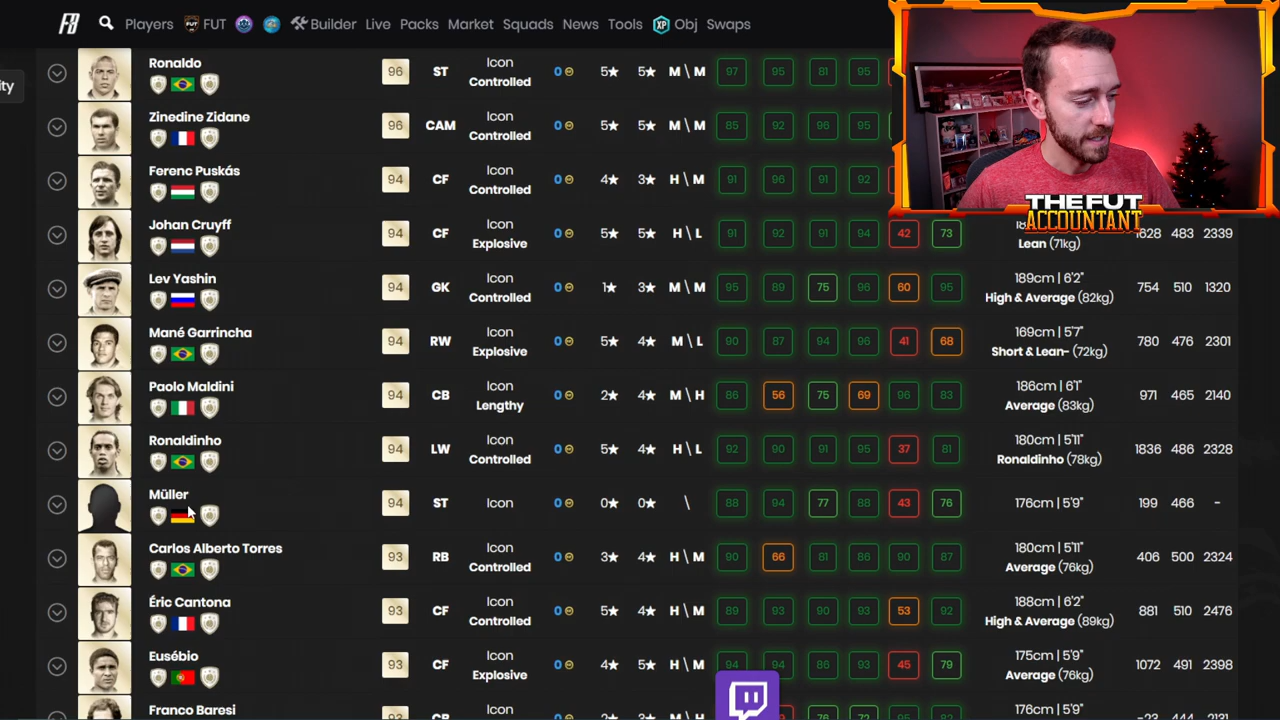 F8 Players FUT Builder Live Packs Market Squads News Tools XP Obj Swaps
ity
Ronaldo 96 ST Icon Controlled 0 5★ 5★ M \ M 97 95 81 95
Zinedine Zidane 96 CAM Icon Controlled 0 5★ 5★ M \ M 85 92 96 95
Ferenc Puskás 94 CF Icon Controlled 0 4★ 3★ H \ M 91 96 91 92
THE FUT
ACCOUNTANT
Johan Cruyff 94 CF Icon Explosive 0 5★ 5★ H \ L 91 92 91 94 42 73 Lean (71kg) 1628 483 2339
Lev Yashin 94 GK Icon Controlled 0 1★ 3★ M \ M 95 89 75 96 60 95 189cm | 6'2" High & Average (82kg) 754 510 1320
Mané Garrincha 94 RW Icon Explosive 0 5★ 4★ M \ L 90 87 94 96 41 68 169cm | 5'7" Short & Lean- (72kg) 780 476 2301
Paolo Maldini 94 CB Icon Lengthy 0 2★ 4★ M \ H 86 56 75 69 96 83 186cm | 6'1" Average (83kg) 971 465 2140
Ronaldinho 94 LW Icon Controlled 0 5★ 4★ H \ L 92 90 91 95 37 81 180cm | 5'11" Ronaldinho (78kg) 1836 486 2328
Müller 94 ST Icon 0 0★ 0★ \ 88 94 77 88 43 76 176cm | 5'9" 199 466 -
Carlos Alberto Torres 93 RB Icon Controlled 0 3★ 4★ H \ M 90 66 81 86 90 87 180cm | 5'11" Average (76kg) 406 500 2324
Éric Cantona 93 CF Icon Controlled 0 5★ 4★ H \ M 89 93 90 93 53 92 188cm | 6'2" High & Average (89kg) 881 510 2476
Eusébio 93 CF Icon Explosive 0 4★ 5★ H \ M 94 94 86 93 45 79 175cm | 5'9" Average (76kg) 1072 491 2398
Franco Baresi Icon 176cm | 5'9"